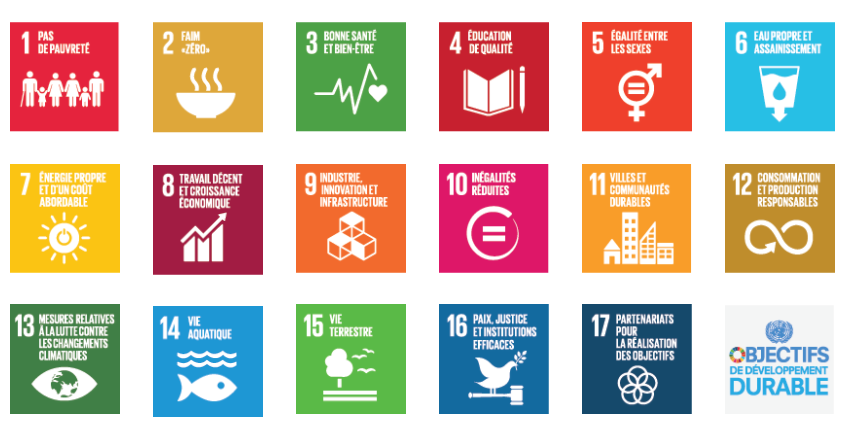 1 PAS
DE PAUVRETÉ
2 FAIM
«ZÉRO»
3 BONNE SANTÉ
ET BIEN-ÊTRE
4 ÉDUCATION
DE QUALITÉ
5 ÉGALITÉ ENTRE
LES SEXES
6 EAU PROPRE ET
ASSAINISSEMENT
7 ÉNERGIE PROPRE
ET D'UN COÛT
ABORDABLE
8 TRAVAIL DÉCENT
ET CROISSANCE
ÉCONOMIQUE
9 INDUSTRIE,
INNOVATION ET
INFRASTRUCTURE
10 INÉGALITÉS
RÉDUITES
11 VILLES ET
COMMUNAUTÉS
DURABLES
12 CONSOMMATION
ET PRODUCTION
RESPONSABLES
13 MESURES RELATIVES
À LA LUTTE CONTRE
LES CHANGEMENTS
CLIMATIQUES
14 VIE
AQUATIQUE
15 VIE
TERRESTRE
16 PAIX, JUSTICE
ET INSTITUTIONS
EFFICACES
17 PARTENARIATS
POUR
LA RÉALISATION
DES OBJECTIFS
OBJECTIFS
DE DÉVELOPPEMENT
DURABLE